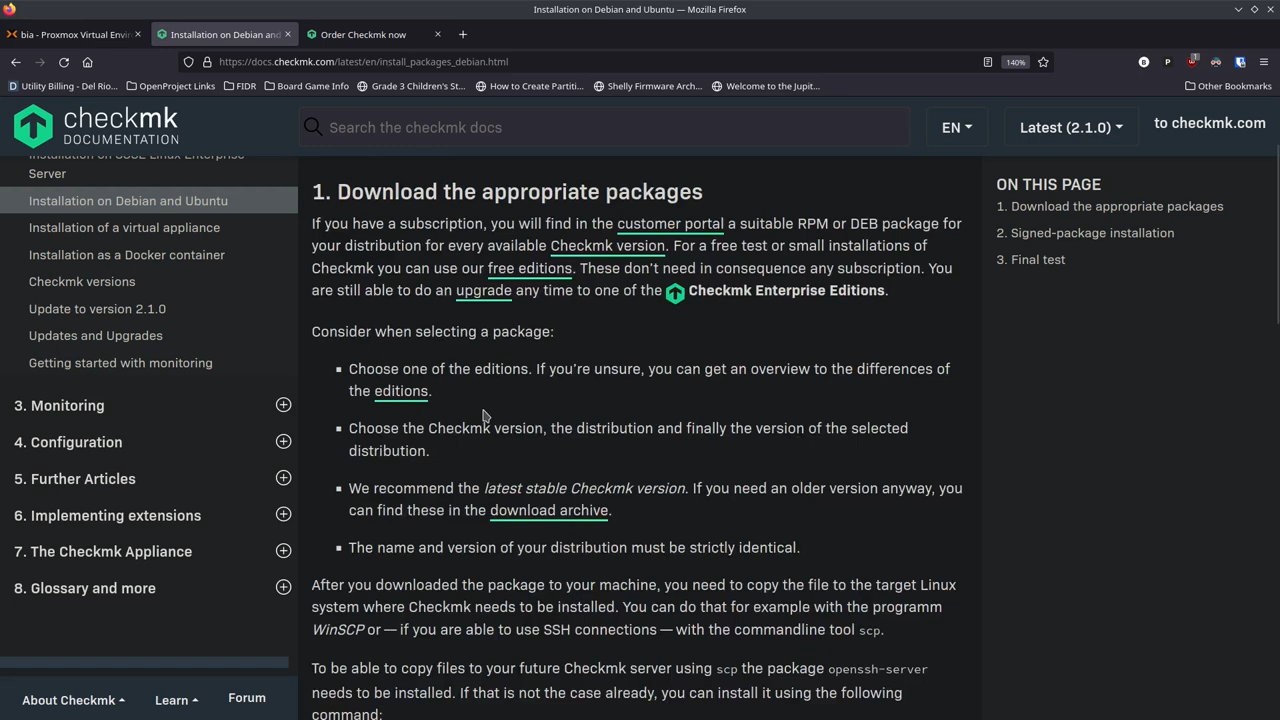 Installation on Debian and Ubuntu — Mozilla Firefox
bia - Proxmox Virtual Envir
Installation on Debian and
Order Checkmk now
https://docs.checkmk.com/latest/en/install_packages_debian.html
140%
Utility Billing - Del Rio...
OpenProject Links
FIDR
Board Game Info
Grade 3 Children's St...
How to Create Partiti...
Shelly Firmware Arch...
Welcome to the Jupit...
Other Bookmarks
checkmk
DOCUMENTATION
Search the checkmk docs
EN
Latest (2.1.0)
to checkmk.com
Installation on SUSE Linux Enterprise
Server
Installation on Debian and Ubuntu
Installation of a virtual appliance
Installation as a Docker container
Checkmk versions
Update to version 2.1.0
Updates and Upgrades
Getting started with monitoring
3. Monitoring
4. Configuration
5. Further Articles
6. Implementing extensions
7. The Checkmk Appliance
8. Glossary and more
About Checkmk
Learn
Forum
1. Download the appropriate packages
If you have a subscription, you will find in the customer portal a suitable RPM or DEB package for
your distribution for every available Checkmk version. For a free test or small installations of
Checkmk you can use our free editions. These don’t need in consequence any subscription. You
are still able to do an upgrade any time to one of the Checkmk Enterprise Editions.
Consider when selecting a package:
Choose one of the editions. If you’re unsure, you can get an overview to the differences of
the editions.
Choose the Checkmk version, the distribution and finally the version of the selected
distribution.
We recommend the latest stable Checkmk version. If you need an older version anyway, you
can find these in the download archive.
The name and version of your distribution must be strictly identical.
After you downloaded the package to your machine, you need to copy the file to the target Linux
system where Checkmk needs to be installed. You can do that for example with the programm
WinSCP or — if you are able to use SSH connections — with the commandline tool scp.
To be able to copy files to your future Checkmk server using scp the package openssh-server
needs to be installed. If that is not the case already, you can install it using the following
command:
ON THIS PAGE
1. Download the appropriate packages
2. Signed-package installation
3. Final test